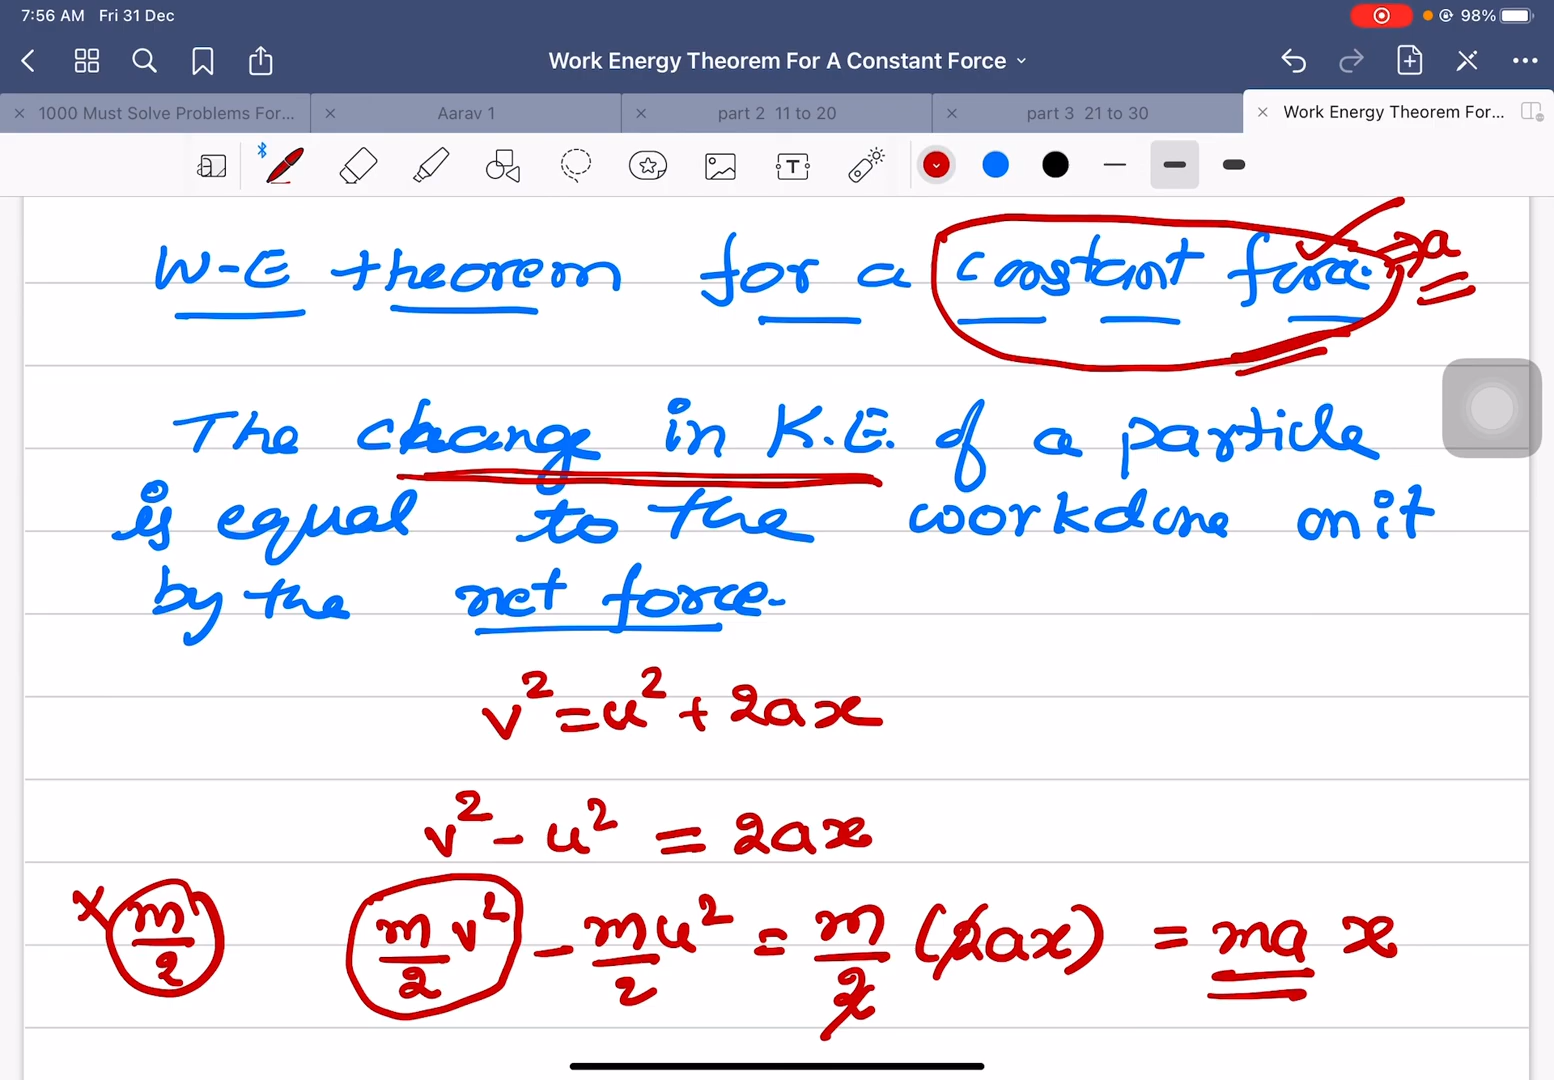 7:56 AM Fri 31 Dec
98%
Work Energy Theorem For A Constant Force
1000 Must Solve Problems For...
Aarav 1
part 2 11 to 20
part 3 21 to 30
Work Energy Theorem For...
T
W-E theorem for a constant force. ⇒ a
The change in K.E. of a particle
is equal to the workdone on it
by the net force.
v² = u² + 2ax
v² - u² = 2ax
× m/2 m/2 v² - mu²/2 = m/2 (2ax) = ma x